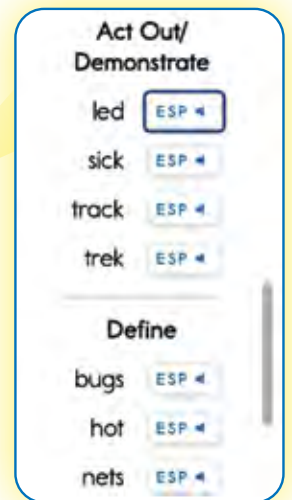 Act Out/
Demonstrate
led ESP
sick ESP
track ESP
trek ESP
Define
bugs ESP
hot ESP
nets ESP